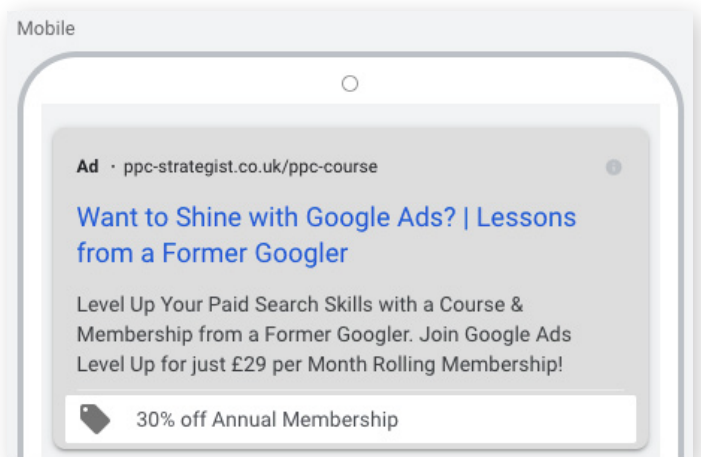 Mobile
Ad · ppc-strategist.co.uk/ppc-course
Want to Shine with Google Ads? | Lessons
from a Former Googler
Level Up Your Paid Search Skills with a Course &
Membership from a Former Googler. Join Google Ads
Level Up for just £29 per Month Rolling Membership!
30% off Annual Membership